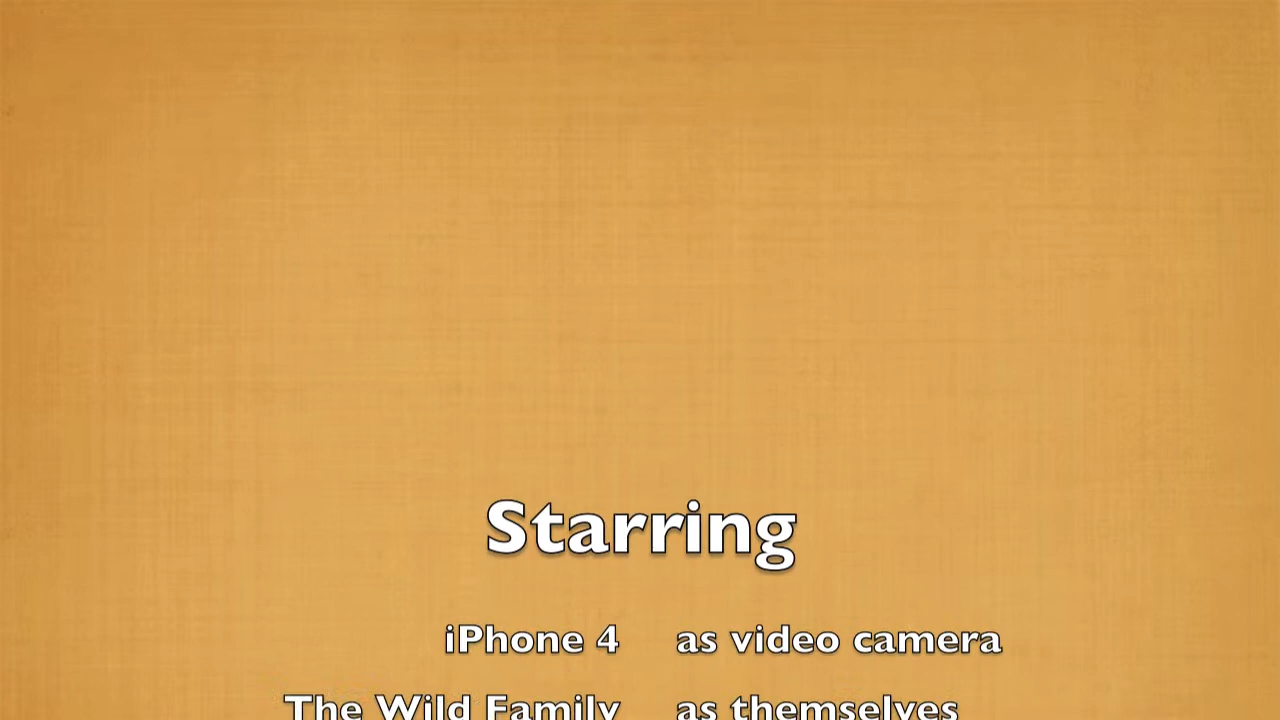 Starring
iPhone 4 as video camera
The Wild Family as themselves